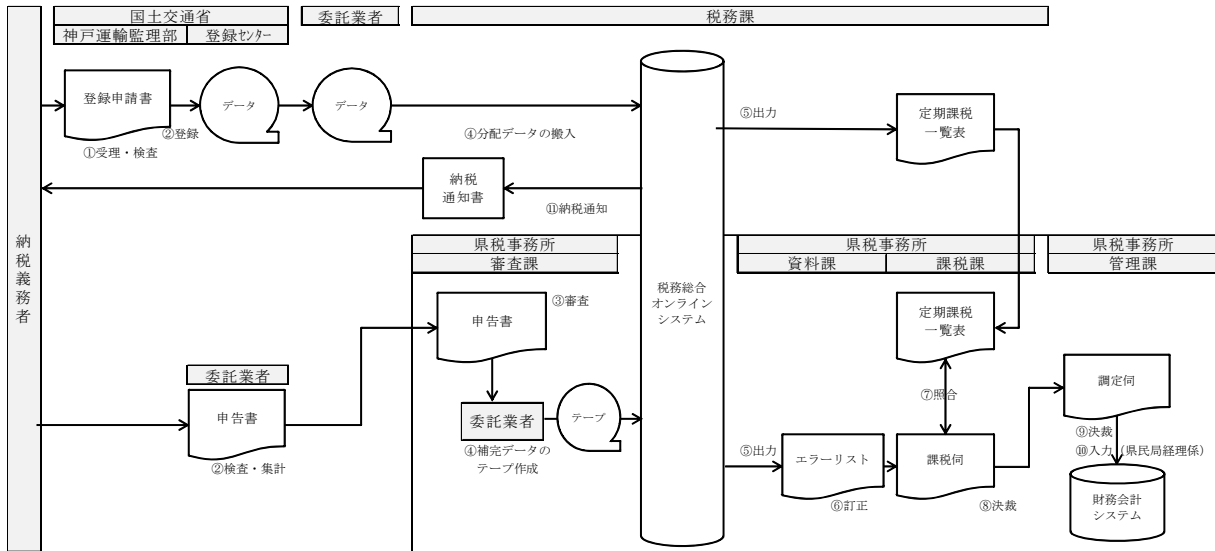 国土交通省
委託業者
税務課
神戸運輸監理部
登録ｾﾝﾀｰ
登録申請書
データ
データ
②登録
①受理・検査
④分配データの搬入
⑤出力
定期課税
一覧表
納税
通知書
⑪納税通知
納税義務者
県税事務所
審査課
県税事務所
資料課
課税課
県税事務所
管理課
税務総合
オンライン
システム
申告書
③審査
定期課税
一覧表
委託業者
申告書
②検査・集計
委託業者
テープ
④補完データの
テープ作成
⑦照合
調定伺
⑨決裁
⑩入力（県民局経理係）
⑤出力
エラーリスト
⑥訂正
課税伺
⑧決裁
財務会計
システム